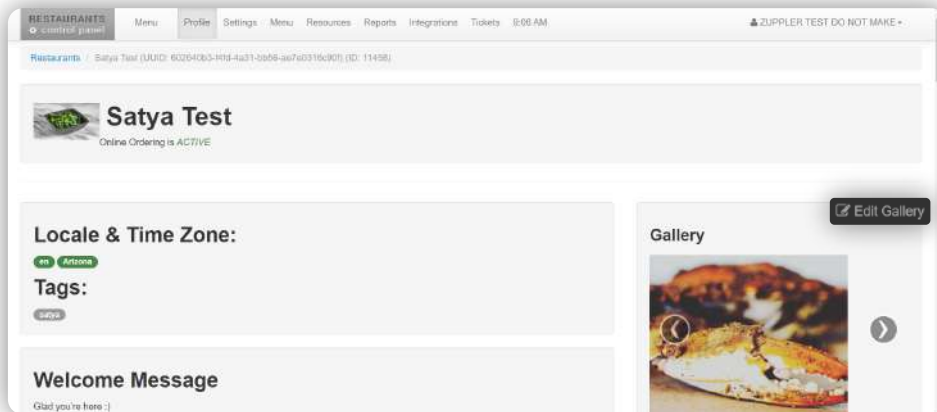 RESTAURANTS
control panel
Menu Profile Settings Menu Resources Reports Integrations Tickets 9:06 AM
ZUPPLER TEST DO NOT MAKE
Restaurants / Satya Test (ID: 11458)
Satya Test
Online Ordering is ACTIVE
Edit Gallery
Locale & Time Zone:
en Arizona
Tags:
satya
Gallery
Welcome Message
Glad you're here :)